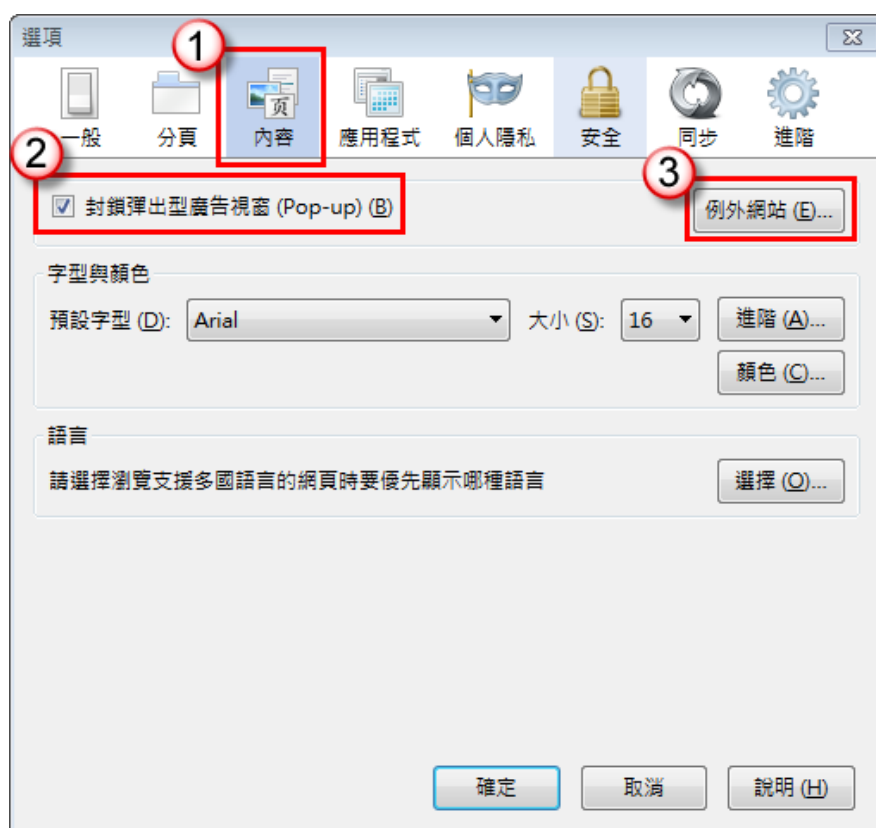 選項
1
一般 分頁 內容 應用程式 個人隱私 安全 同步 進階
页
2
3
封鎖彈出型廣告視窗 (Pop-up) (B) 例外網站 (E)...
字型與顏色
預設字型 (D): Arial 大小 (S): 16 進階 (A)...
顏色 (C)...
語言
請選擇瀏覽支援多國語言的網頁時要優先顯示哪種語言 選擇 (O)...
確定 取消 說明 (H)